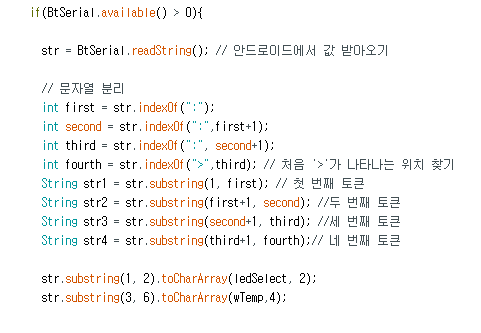 if(BtSerial.available() > 0){
str = BtSerial.readString(); // 안드로이드에서 값 받아오기
// 문자열 분리
int first = str.indexOf(":");
int second = str.indexOf(":",first+1);
int third = str.indexOf(":", second+1);
int fourth = str.indexOf(">",third); // 처음 '>'가 나타나는 위치 찾기
String str1 = str.substring(1, first); // 첫 번째 토큰
String str2 = str.substring(first+1, second); //두 번째 토큰
String str3 = str.substring(second+1, third); //세 번째 토큰
String str4 = str.substring(third+1, fourth);// 네 번째 토큰
str.substring(1, 2).toCharArray(ledSelect, 2);
str.substring(3, 6).toCharArray(wTemp,4);